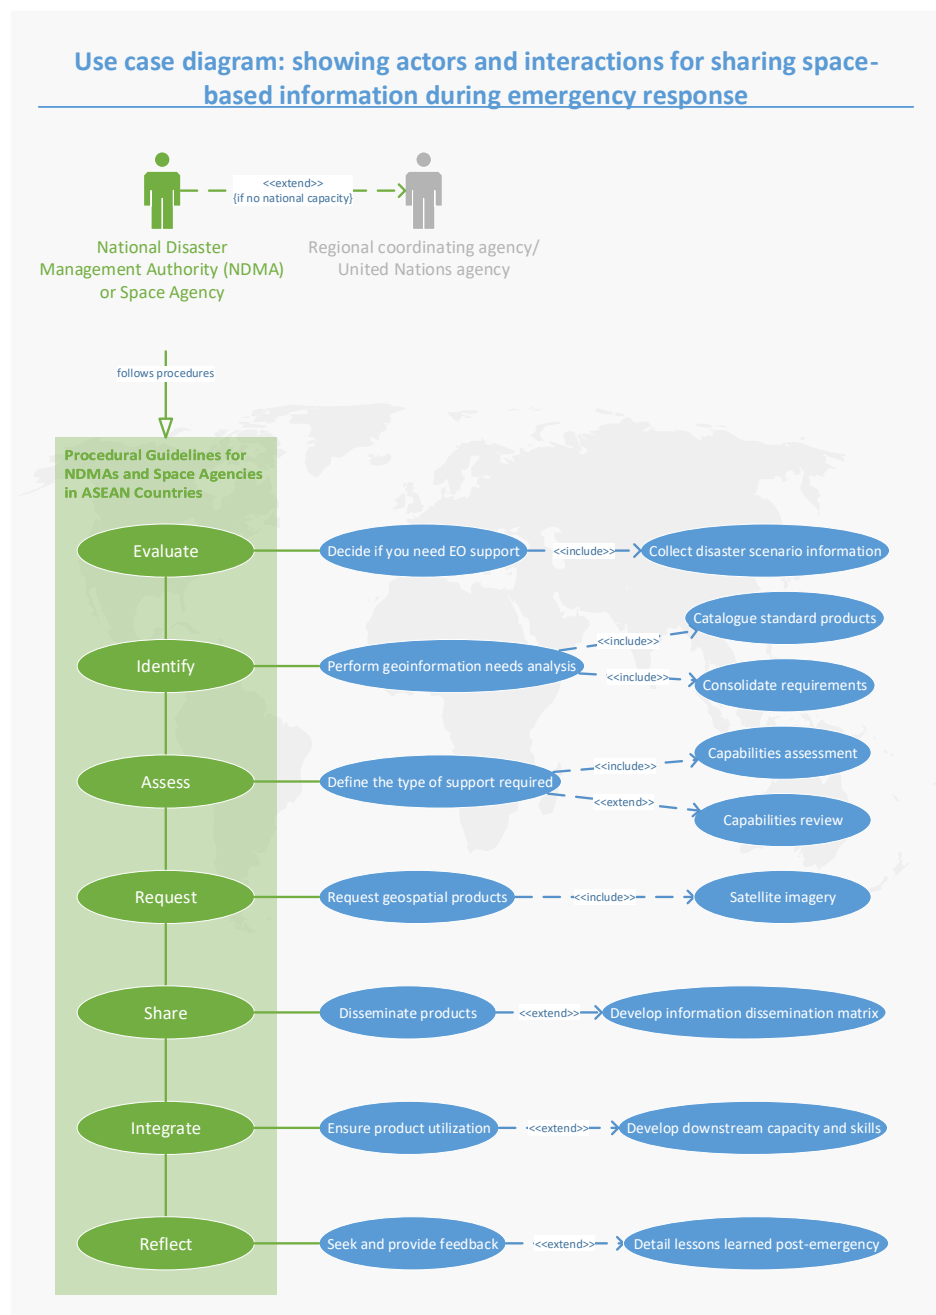 Use case diagram: showing actors and interactions for sharing space-
based information during emergency response
<<extend>>
{if no national capacity}
National Disaster
Management Authority (NDMA)
or Space Agency
Regional coordinating agency/
United Nations agency
follows procedures
Procedural Guidelines for
NDMAs and Space Agencies
in ASEAN Countries
Evaluate
Decide if you need EO support
<<include>>
Collect disaster scenario information
Catalogue standard products
<<include>>
Identify
Perform geoinformation needs analysis
<<include>>
Consolidate requirements
Capabilities assessment
<<include>>
Assess
Define the type of support required
<<extend>>
Capabilities review
Request
Request geospatial products
<<include>>
Satellite imagery
Share
Disseminate products
<<extend>>
Develop information dissemination matrix
Integrate
Ensure product utilization
<<extend>>
Develop downstream capacity and skills
Reflect
Seek and provide feedback
<<extend>>
Detail lessons learned post-emergency